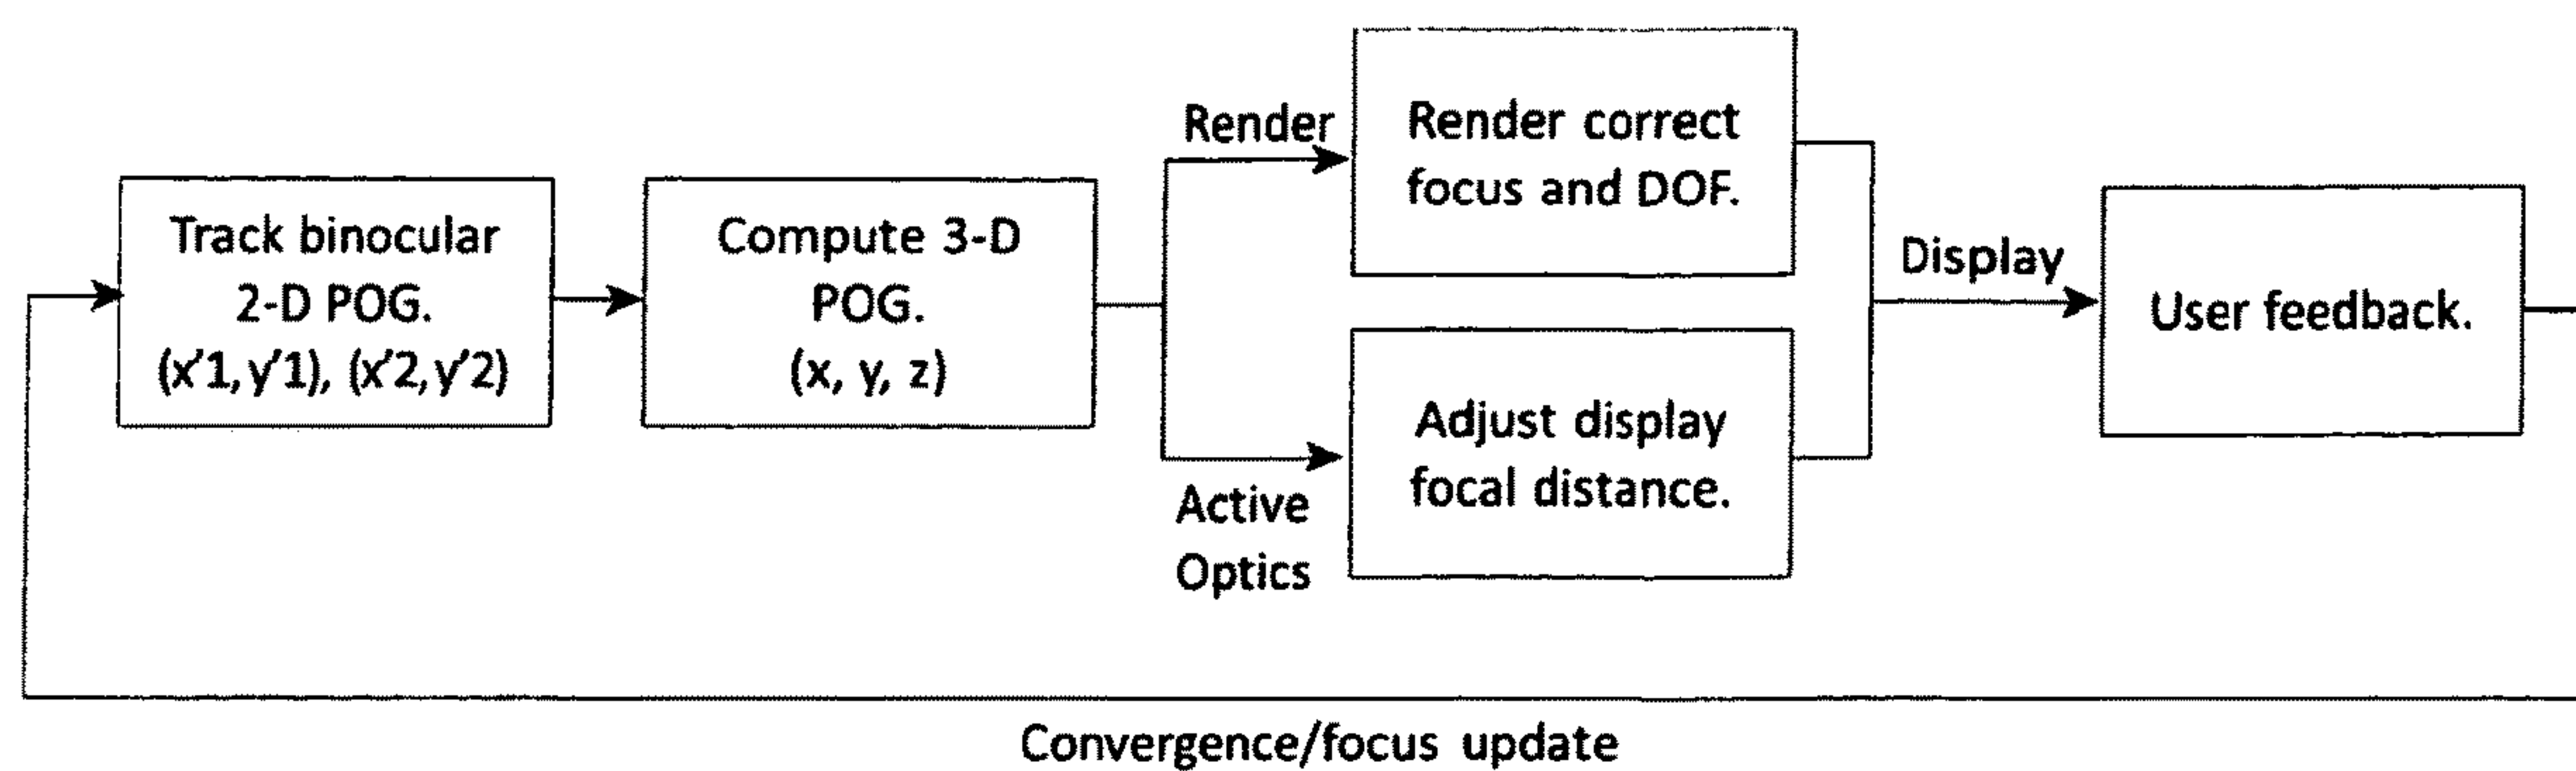 Track binocular
2-D POG.
(x'1, y'1), (x'2, y'2)
Compute 3-D
POG.
(x, y, z)
Render
Render correct
focus and DOF.
Active
Optics
Adjust display
focal distance.
Display
User feedback.
Convergence/focus update